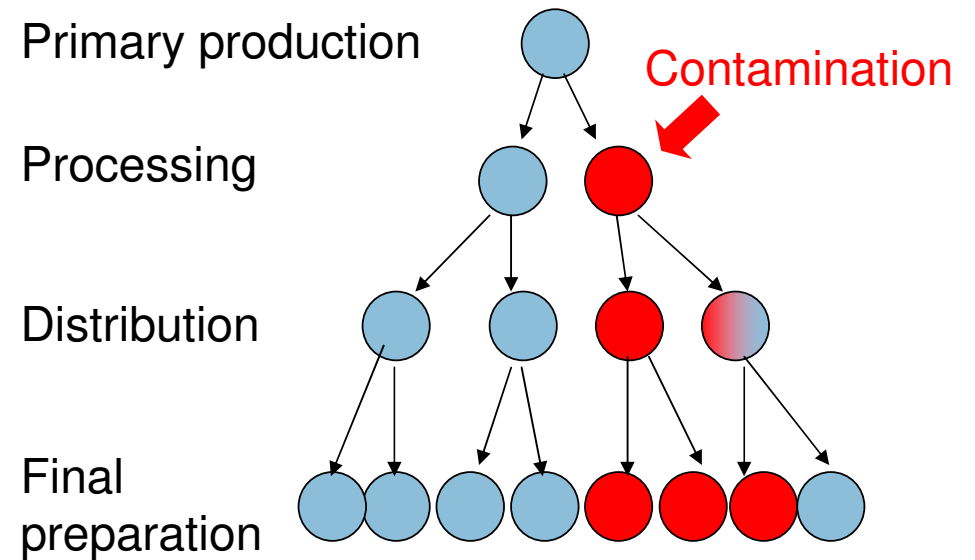 Primary production
Contamination
Processing
Distribution
Final
preparation